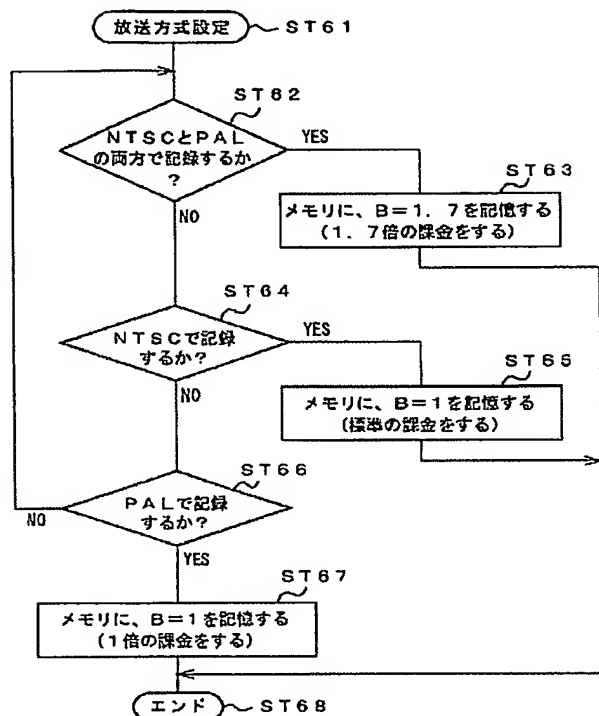 放送方式設定
ST61
ST62
NTSCとPAL
の両方で記録するか
?
YES
NO
ST63
メモリに、B=1.7を記憶する
(1.7倍の課金をする)
ST64
NTSCで記録
するか?
YES
NO
ST65
メモリに、B=1を記憶する
(標準の課金をする)
ST66
PALで記録
するか?
NO
YES
ST67
メモリに、B=1を記憶する
(1倍の課金をする)
エンド
ST68